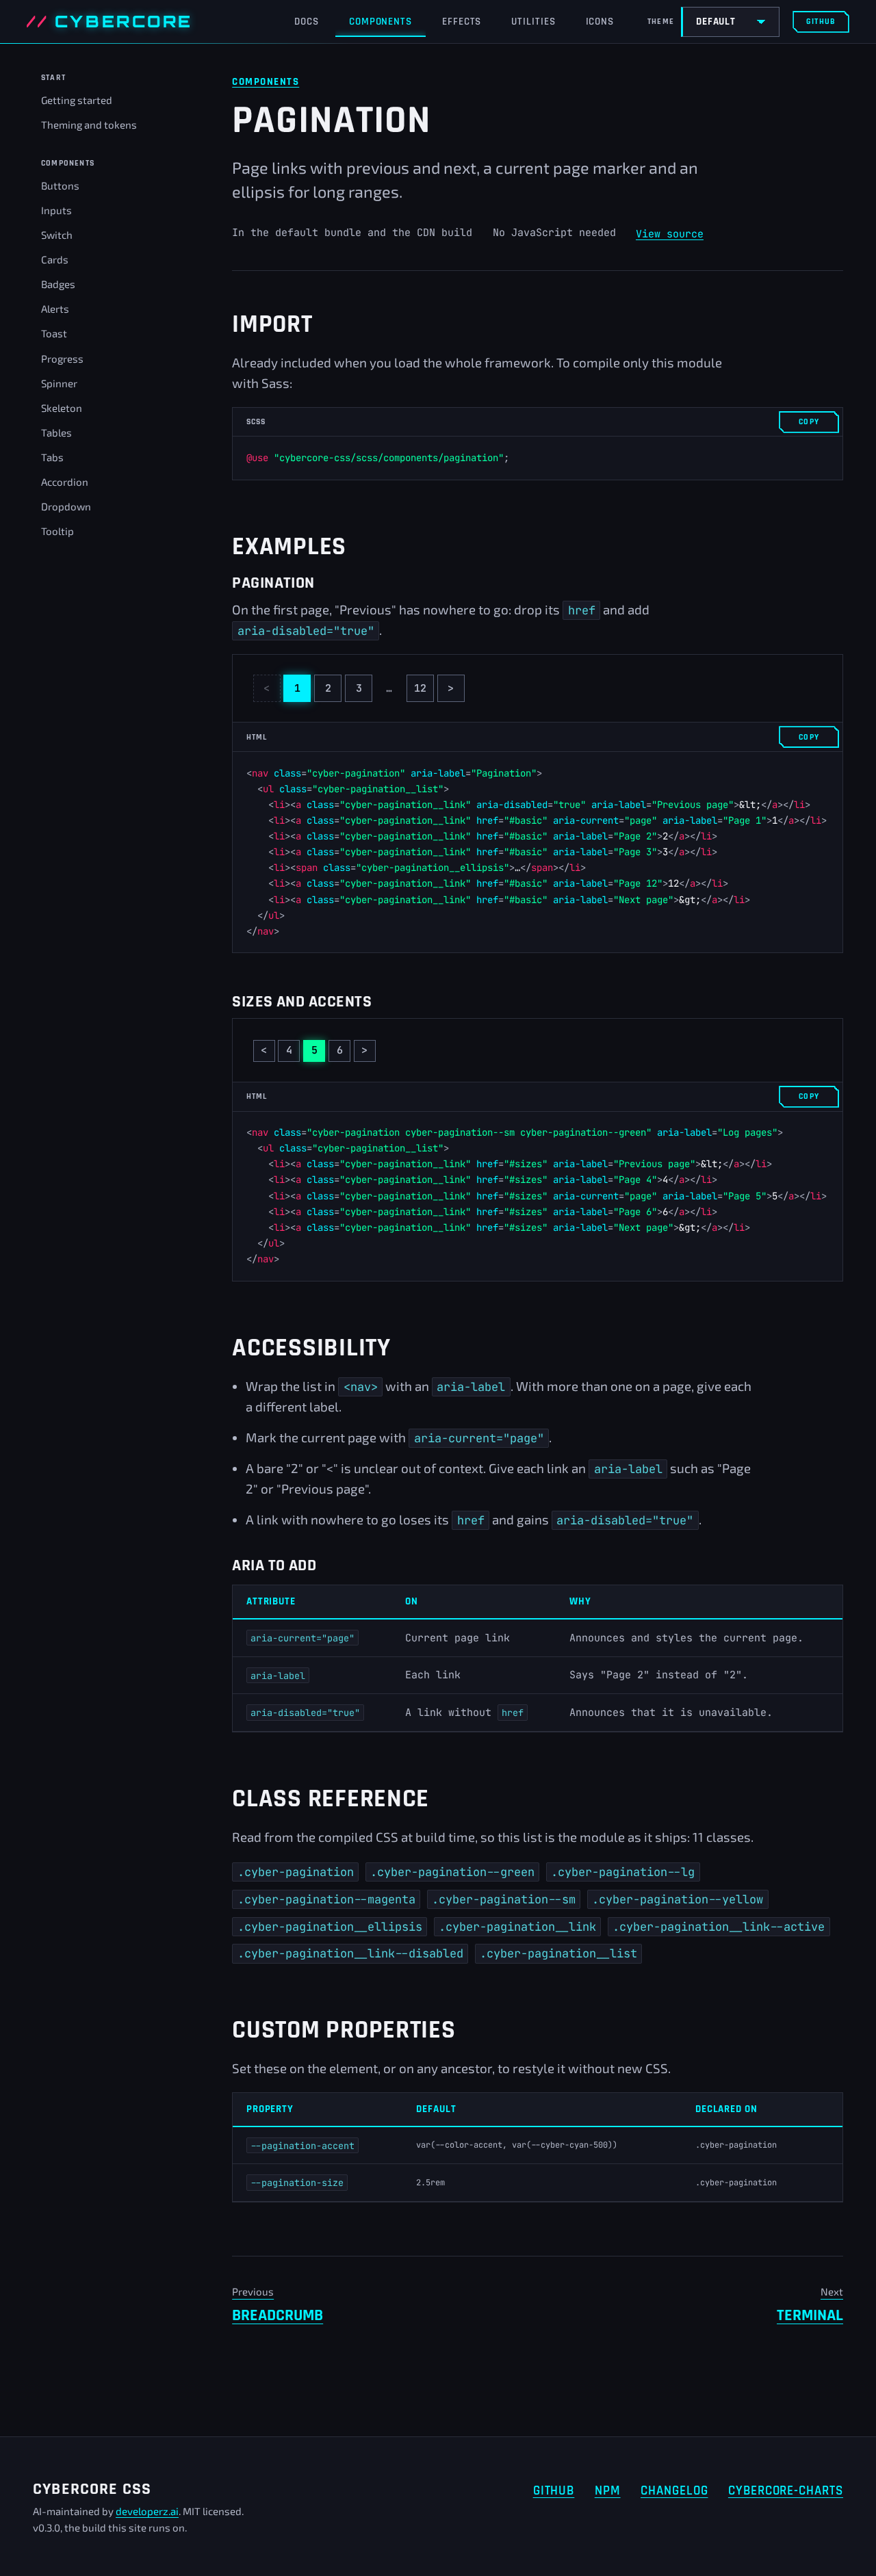 // CYBERCORE
DOCS COMPONENTS EFFECTS UTILITIES ICONS THEME DEFAULT GITHUB
START
Getting started
Theming and tokens
COMPONENTS
Buttons
Inputs
Switch
Cards
Badges
Alerts
Toast
Progress
Spinner
Skeleton
Tables
Tabs
Accordion
Dropdown
Tooltip
COMPONENTS
PAGINATION
Page links with previous and next, a current page marker and an
ellipsis for long ranges.
In the default bundle and the CDN build No JavaScript needed View source
IMPORT
Already included when you load the whole framework. To compile only this module
with Sass:
SCSS COPY
@use "cybercore-css/scss/components/pagination";
EXAMPLES
PAGINATION
On the first page, "Previous" has nowhere to go: drop its href and add
aria-disabled="true".
< 1 2 3 … 12 >
HTML COPY
<nav class="cyber-pagination" aria-label="Pagination">
  <ul class="cyber-pagination__list">
    <li><a class="cyber-pagination__link" aria-disabled="true" aria-label="Previous page">&lt;</a></li>
    <li><a class="cyber-pagination__link" href="#basic" aria-current="page" aria-label="Page 1">1</a></li>
    <li><a class="cyber-pagination__link" href="#basic" aria-label="Page 2">2</a></li>
    <li><a class="cyber-pagination__link" href="#basic" aria-label="Page 3">3</a></li>
    <li><span class="cyber-pagination__ellipsis">…</span></li>
    <li><a class="cyber-pagination__link" href="#basic" aria-label="Page 12">12</a></li>
    <li><a class="cyber-pagination__link" href="#basic" aria-label="Next page">&gt;</a></li>
  </ul>
</nav>
SIZES AND ACCENTS
< 4 5 6 >
HTML COPY
<nav class="cyber-pagination cyber-pagination--sm cyber-pagination--green" aria-label="Log pages">
  <ul class="cyber-pagination__list">
    <li><a class="cyber-pagination__link" href="#sizes" aria-label="Previous page">&lt;</a></li>
    <li><a class="cyber-pagination__link" href="#sizes" aria-label="Page 4">4</a></li>
    <li><a class="cyber-pagination__link" href="#sizes" aria-current="page" aria-label="Page 5">5</a></li>
    <li><a class="cyber-pagination__link" href="#sizes" aria-label="Page 6">6</a></li>
    <li><a class="cyber-pagination__link" href="#sizes" aria-label="Next page">&gt;</a></li>
  </ul>
</nav>
ACCESSIBILITY
• Wrap the list in <nav> with an aria-label. With more than one on a page, give each
a different label.
• Mark the current page with aria-current="page".
• A bare "2" or "<" is unclear out of context. Give each link an aria-label such as "Page
2" or "Previous page".
• A link with nowhere to go loses its href and gains aria-disabled="true".
ARIA TO ADD
ATTRIBUTE ON WHY
aria-current="page" Current page link Announces and styles the current page.
aria-label Each link Says "Page 2" instead of "2".
aria-disabled="true" A link without href Announces that it is unavailable.
CLASS REFERENCE
Read from the compiled CSS at build time, so this list is the module as it ships: 11 classes.
.cyber-pagination .cyber-pagination--green .cyber-pagination--lg
.cyber-pagination--magenta .cyber-pagination--sm .cyber-pagination--yellow
.cyber-pagination__ellipsis .cyber-pagination__link .cyber-pagination__link--active
.cyber-pagination__link--disabled .cyber-pagination__list
CUSTOM PROPERTIES
Set these on the element, or on any ancestor, to restyle it without new CSS.
PROPERTY DEFAULT DECLARED ON
--pagination-accent var(--color-accent, var(--cyber-cyan-500)) .cyber-pagination
--pagination-size 2.5rem .cyber-pagination
Previous Next
BREADCRUMB TERMINAL
CYBERCORE CSS
GITHUB NPM CHANGELOG CYBERCORE-CHARTS
AI-maintained by developerz.ai. MIT licensed.
v0.3.0, the build this site runs on.